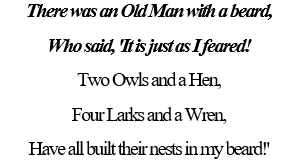 There was an Old Man with a beard,
Who said, 'It is just as I feared!
Two Owls and a Hen,
Four Larks and a Wren,
Have all built their nests in my beard!'